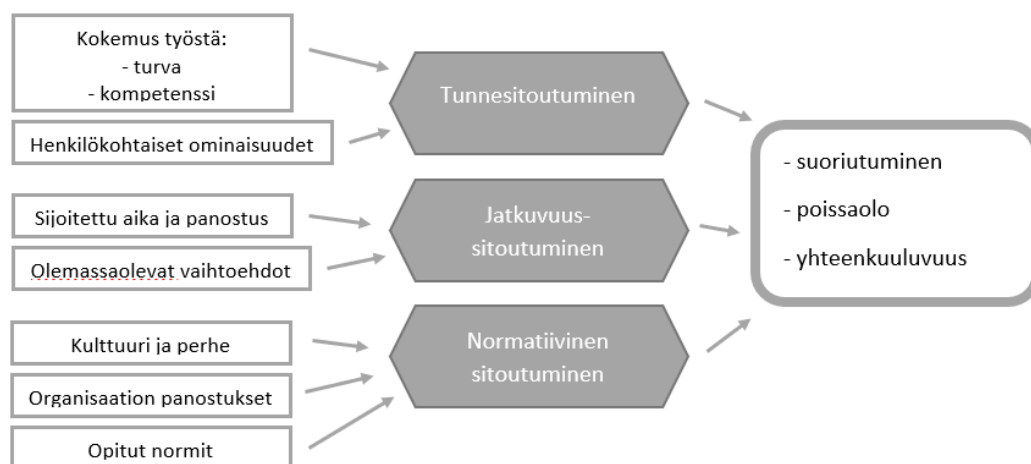 Kokemus työstä:
- turva
- kompetenssi
Henkilökohtaiset ominaisuudet
Sijoitettu aika ja panostus
Olemassaolevat vaihtoehdot
Kulttuuri ja perhe
Organisaation panostukset
Opitut normit
Tunnesitoutuminen
Jatkuvuus-
sitoutuminen
Normatiivinen
sitoutuminen
- suoriutuminen
- poissaolo
- yhteenkuuluvuus